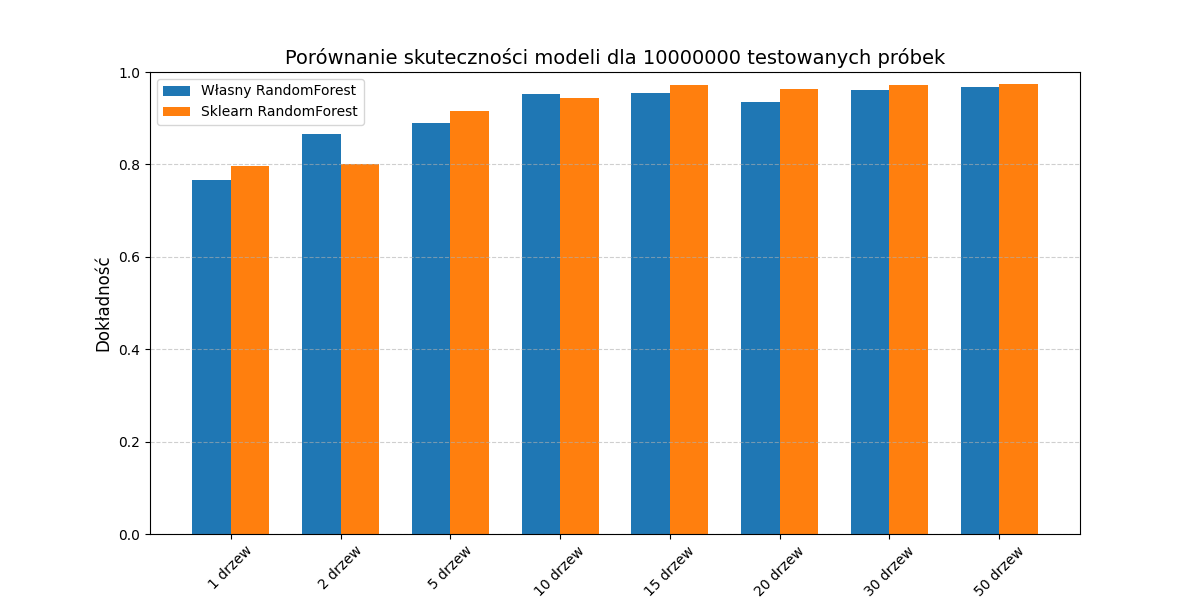 Porównanie skuteczności modeli dla 10000000 testowanych próbek
Własny RandomForest
Sklearn RandomForest
Dokładność
1.0
0.8
0.6
0.4
0.2
0.0
1 drzew
2 drzew
5 drzew
10 drzew
15 drzew
20 drzew
30 drzew
50 drzew